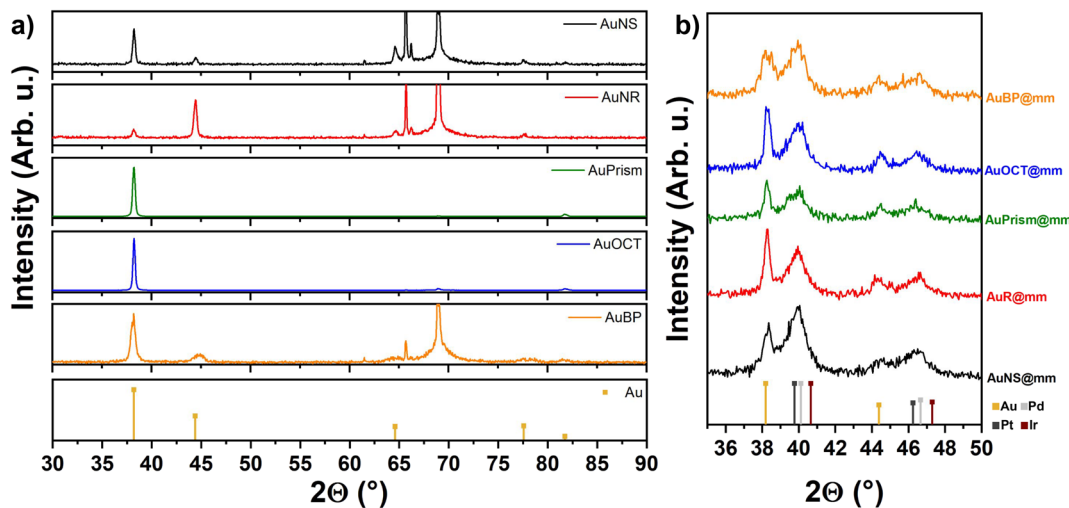 a)
Intensity (Arb. u.)
AuNS
AuNR
AuPrism
AuOCT
AuBP
Au
30 35 40 45 50 55 60 65 70 75 80 85 90
2Θ (°)
b)
Intensity (Arb. u.)
AuBP@mm
AuOCT@mm
AuPrism@mm
AuR@mm
AuNS@mm
Au Pd
Pt Ir
36 38 40 42 44 46 48 50
2Θ (°)